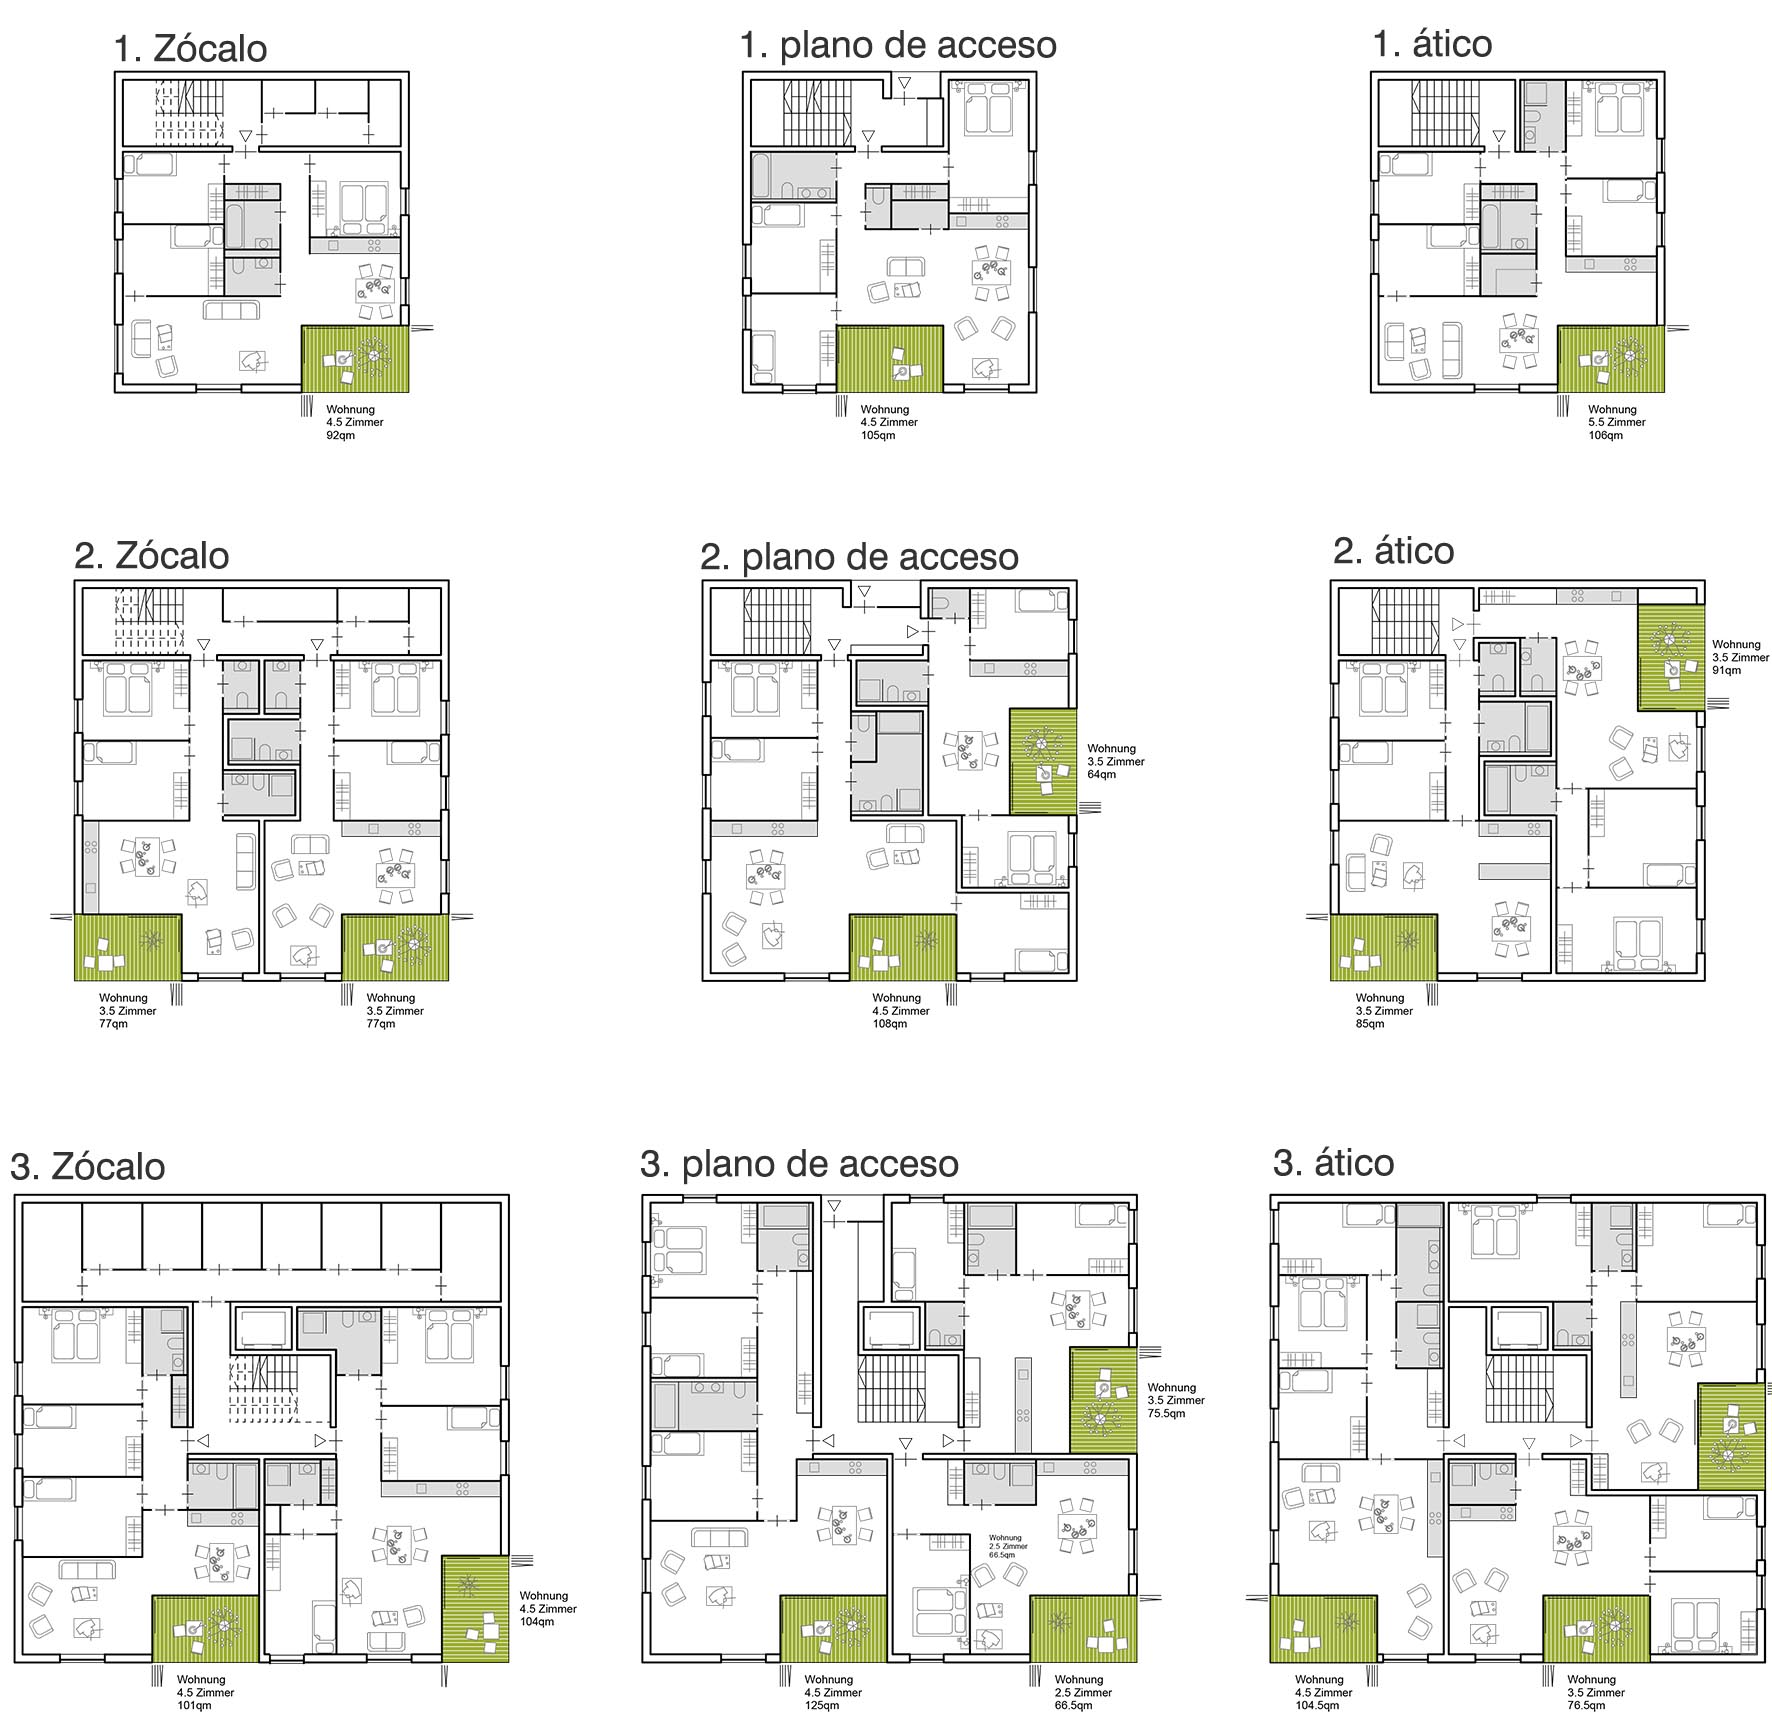 1. Zócalo
1. plano de acceso
1. ático
Wohnung
4.5 Zimmer
92qm
Wohnung
4.5 Zimmer
105qm
Wohnung
5.5 Zimmer
106qm
2. Zócalo
2. plano de acceso
2. ático
Wohnung
3.5 Zimmer
91qm
Wohnung
3.5 Zimmer
64qm
Wohnung
3.5 Zimmer
77qm
Wohnung
3.5 Zimmer
77qm
Wohnung
4.5 Zimmer
108qm
Wohnung
3.5 Zimmer
85qm
3. Zócalo
3. plano de acceso
3. ático
Wohnung
3.5 Zimmer
75.5qm
Wohnung
2.5 Zimmer
66.5qm
Wohnung
4.5 Zimmer
104qm
Wohnung
4.5 Zimmer
101qm
Wohnung
4.5 Zimmer
125qm
Wohnung
2.5 Zimmer
66.5qm
Wohnung
4.5 Zimmer
104.5qm
Wohnung
3.5 Zimmer
76.5qm